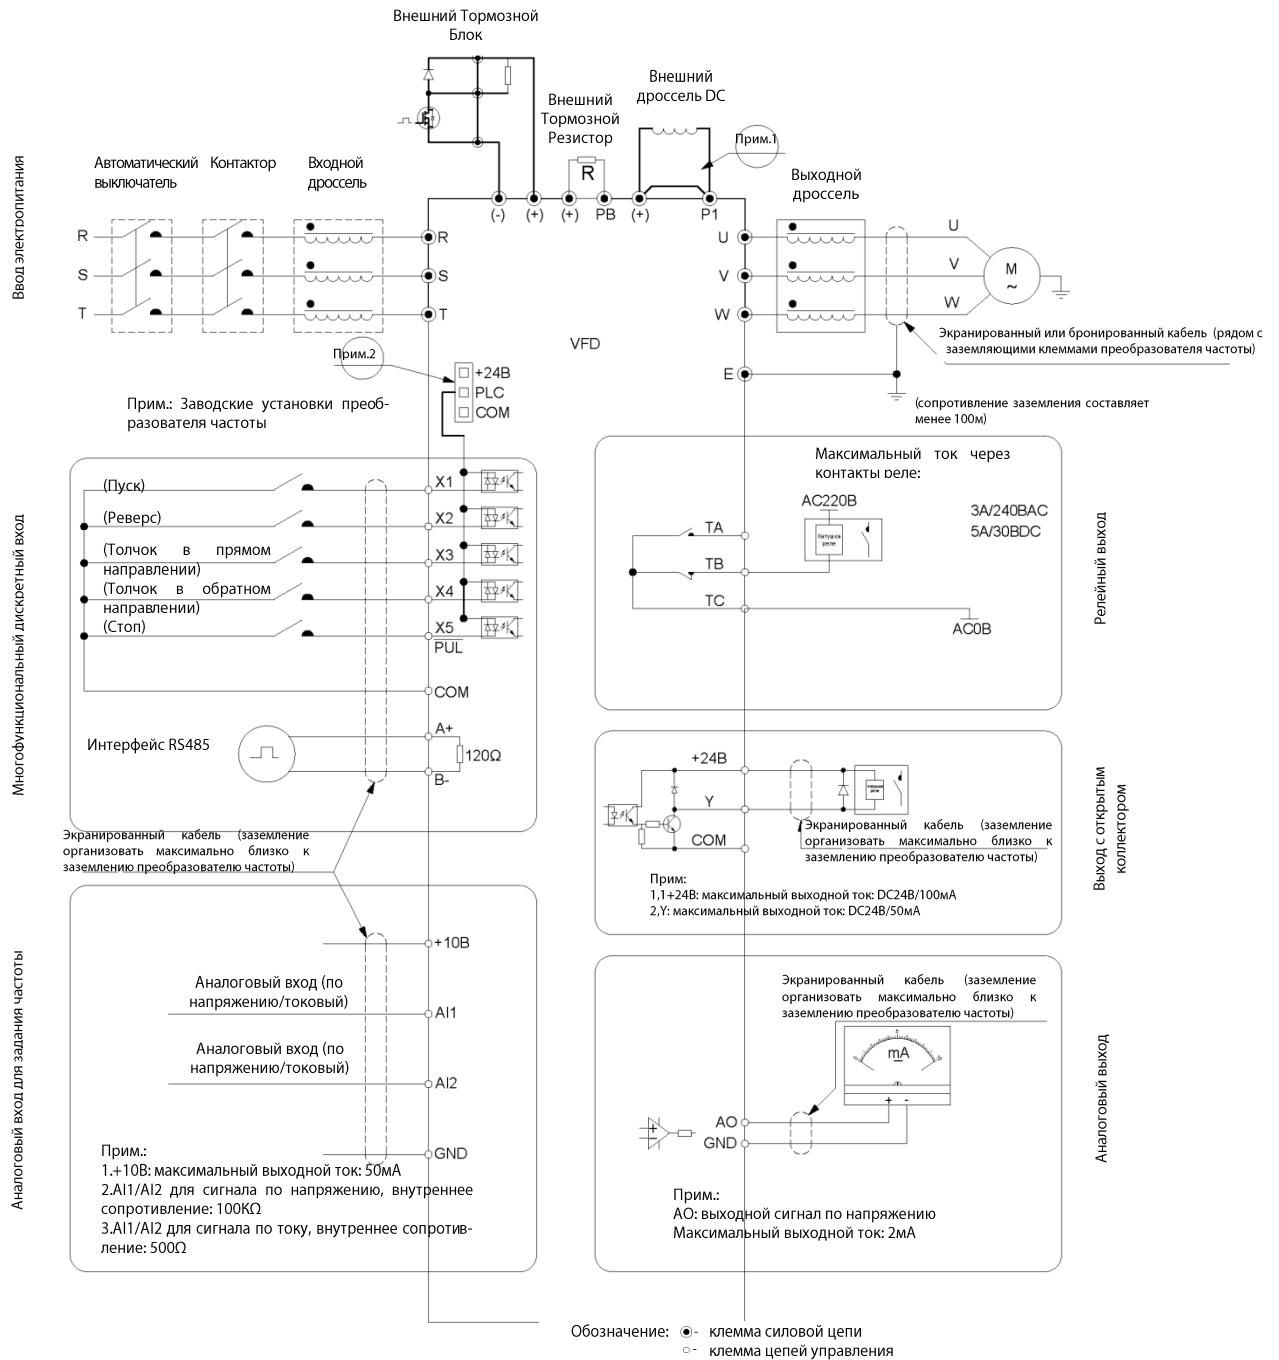 Внешний Тормозной
Блок
Внешний
Тормозной
Резистор
Внешний
дроссель DC
Прим.1
R
(-)
(+)
(+)
PB
(+)
P1
Ввод электропитания
Автоматический
выключатель
Контактор
Входной
дроссель
Выходной
дроссель
R
S
T
R
S
T
U
V
W
U
V
W
M
~
Экранированный или бронированный кабель (рядом с
заземляющими клеммами преобразователя частоты)
VFD
E
(сопротивление заземления составляет
менее 100м)
Прим.2
+24В
PLC
COM
Прим.: Заводские установки преоб-
разователя частоты
Многофункциональный дискретный вход
(Пуск)
(Реверс)
(Толчок в прямом
направлении)
(Толчок в обратном
направлении)
(Стоп)
X1
X2
X3
X4
X5
PUL
COM
Интерфейс RS485
A+
B-
120Ω
Экранированный кабель (заземление
организовать максимально близко к
заземлению преобразователю частоты)
Аналоговый вход для задания частоты
+10В
Аналоговый вход (по
напряжению/токовый)
AI1
Аналоговый вход (по
напряжению/токовый)
AI2
GND
Прим.:
1.+10В: максимальный выходной ток: 50мА
2.AI1/AI2 для сигнала по напряжению, внутреннее
сопротивление: 100КΩ
3.AI1/AI2 для сигнала по току, внутреннее сопротив-
ление: 500Ω
Релейный выход
Максимальный ток через
контакты реле:
AC220В
3А/240ВАС
5А/30ВDC
Катушка
реле
TA
TB
TC
AC0В
Выход с открытым
коллектором
+24В
Y
COM
Катушка
реле
Экранированный кабель (заземление
организовать максимально близко к
заземлению преобразователю частоты)
Прим:
1,1+24В: максимальный выходной ток: DC24В/100мА
2,Y: максимальный выходной ток: DC24В/50мА
Аналоговый выход
Экранированный кабель (заземление
организовать максимально близко к
заземлению преобразователю частоты)
0
5
10
mA
+ -
AO
GND
Прим.:
АО: выходной сигнал по напряжению
Максимальный выходной ток: 2мА
Обозначение:
- клемма силовой цепи
- клемма цепей управления